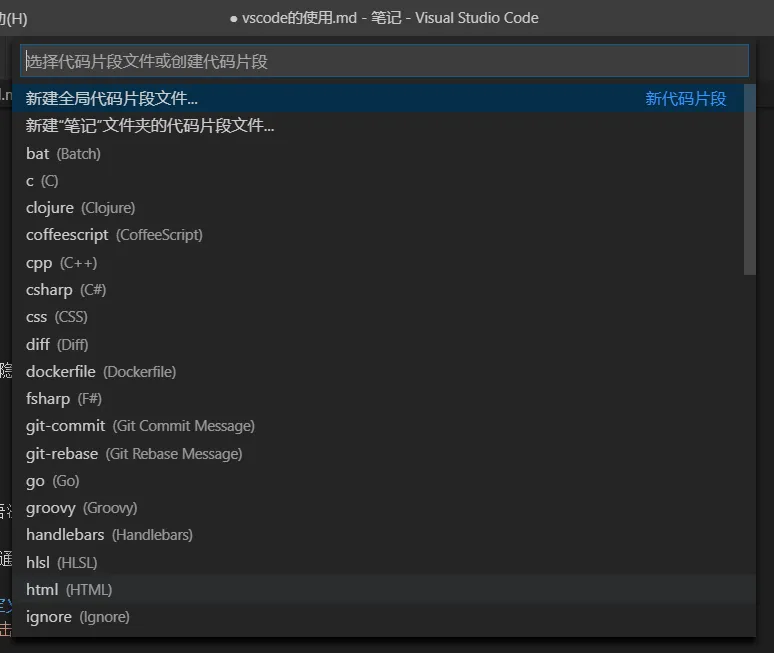 (H)
● vscode的使用.md - 笔记 - Visual Studio Code
选择代码片段文件或创建代码片段
新建全局代码片段文件... 新代码片段
新建“笔记”文件夹的代码片段文件...
bat (Batch)
c (C)
clojure (Clojure)
coffeescript (CoffeeScript)
cpp (C++)
csharp (C#)
css (CSS)
diff (Diff)
隐
dockerfile (Dockerfile)
fsharp (F#)
git-commit (Git Commit Message)
git-rebase (Git Rebase Message)
go (Go)
groovy (Groovy)
handlebars (Handlebars)
通
hlsl (HLSL)
html (HTML)
ignore (Ignore)
击